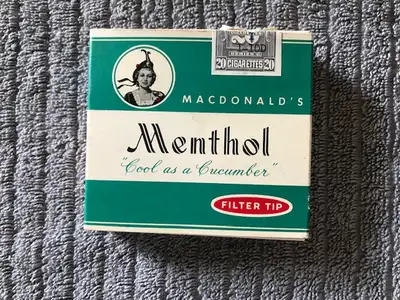 20 CIGARETTES 20
MACDONALD'S
Menthol
"Cool as a Cucumber"
FILTER TIP